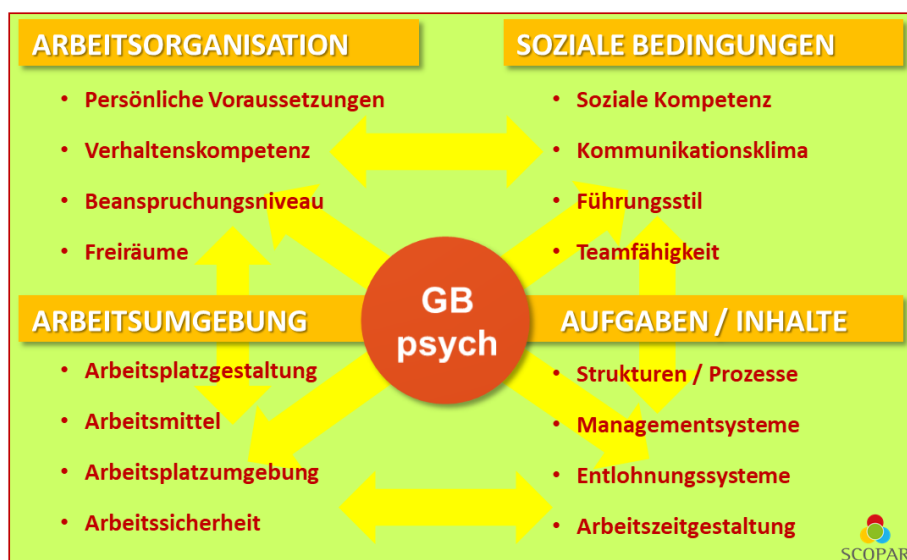 ARBEITSORGANISATION
• Persönliche Voraussetzungen
• Verhaltenskompetenz
• Beanspruchungsniveau
• Freiräume
SOZIALE BEDINGUNGEN
• Soziale Kompetenz
• Kommunikationsklima
• Führungsstil
• Teamfähigkeit
GB
psych
ARBEITSUMGEBUNG
• Arbeitsplatzgestaltung
• Arbeitsmittel
• Arbeitsplatzumgebung
• Arbeitssicherheit
AUFGABEN / INHALTE
• Strukturen / Prozesse
• Managementsysteme
• Entlohnungssysteme
• Arbeitszeitgestaltung
SCOPAR